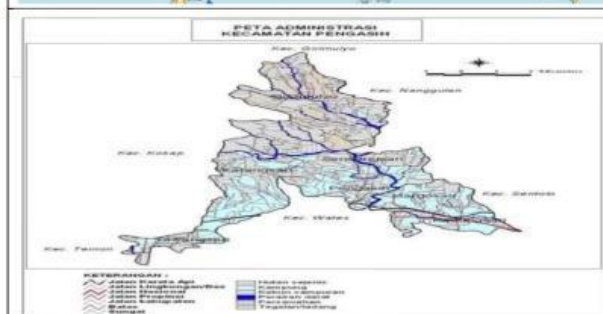 PETA ADMINISTRASI
KECAMATAN PENGASIH
Kec. Girimulyo
Kec. Nanggulan
Kec. Kokap
Kec. Sentolo
Kec. Wates
Kec. Temon
KETERANGAN :
Jalan Kereta Api
Jalan Lingkungan/Des
Jalan Nasional
Jalan Propinsi
Jalan kabupaten
Batas
Sungai
Hutan sejenis
Kampung
Kebun campuran
Perairan darat
Persawahan
Tegalan/ladang